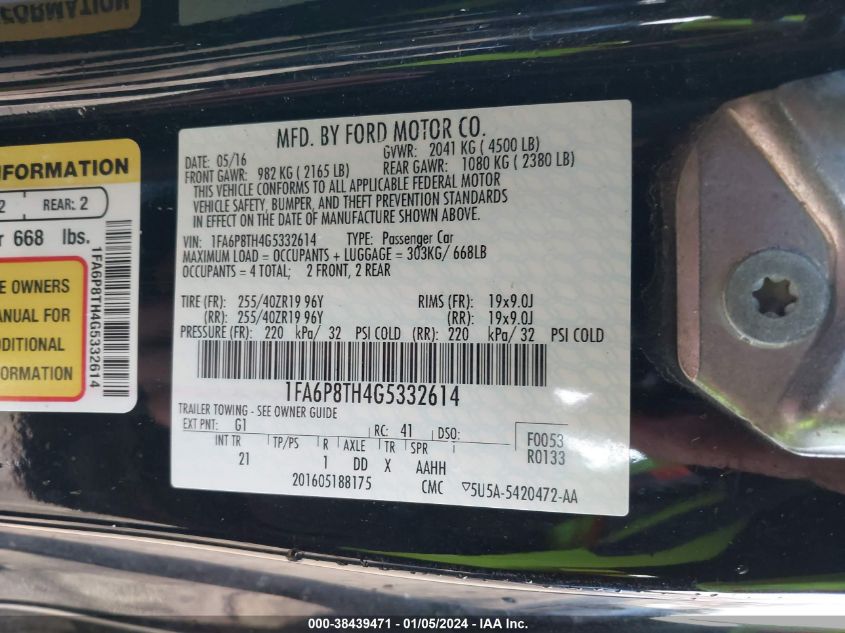 FORMATION
INFORMATION
2 REAR: 2
668 lbs.
E OWNERS
ANUAL FOR
DDITIONAL
FORMATION
1FA6P8TH4G5332614
MFD. BY FORD MOTOR CO.
DATE: 05/16 GVWR: 2041 KG ( 4500 LB)
FRONT GAWR: 982 KG ( 2165 LB) REAR GAWR: 1080 KG ( 2380 LB)
THIS VEHICLE CONFORMS TO ALL APPLICABLE FEDERAL MOTOR
VEHICLE SAFETY, BUMPER, AND THEFT PREVENTION STANDARDS
IN EFFECT ON THE DATE OF MANUFACTURE SHOWN ABOVE.
VIN: 1FA6P8TH4G5332614 TYPE: Passenger Car
MAXIMUM LOAD = OCCUPANTS + LUGGAGE = 303KG/ 668LB
OCCUPANTS = 4 TOTAL; 2 FRONT, 2 REAR
TIRE (FR): 255/40ZR19 96Y RIMS (FR): 19x9.0J
(RR): 255/40ZR19 96Y (RR): 19x9.0J
PRESSURE (FR): 220 kPa/ 32 PSI COLD (RR): 220 kPa/ 32 PSI COLD
1FA6P8TH4G5332614
TRAILER TOWING - SEE OWNER GUIDE
EXT PNT: G1 RC: 41 DSO: F0053
INT TR TP/PS R AXLE TR SPR R0133
21 1 DD X AAHH
201605188175 CMC ▽5U5A-5420472-AA
000-38439471 - 01/05/2024 - IAA Inc.